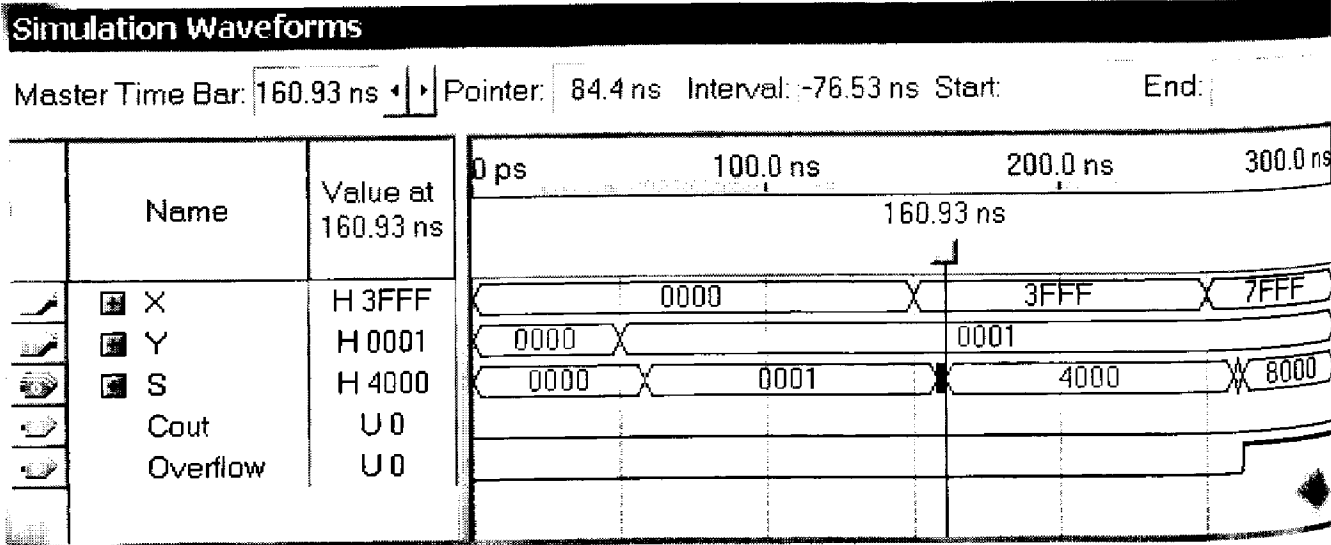 Simulation Waveforms
Master Time Bar: 160.93 ns Pointer: 84.4 ns Interval: -76.53 ns Start: End:
Name Value at 160.93 ns
0 ps 100.0 ns 200.0 ns 300.0 ns
160.93 ns
X H 3FFF 0000 3FFF 7FFF
Y H 0001 0000 0001
S H 4000 0000 0001 4000 8000
Cout U 0
Overflow U 0